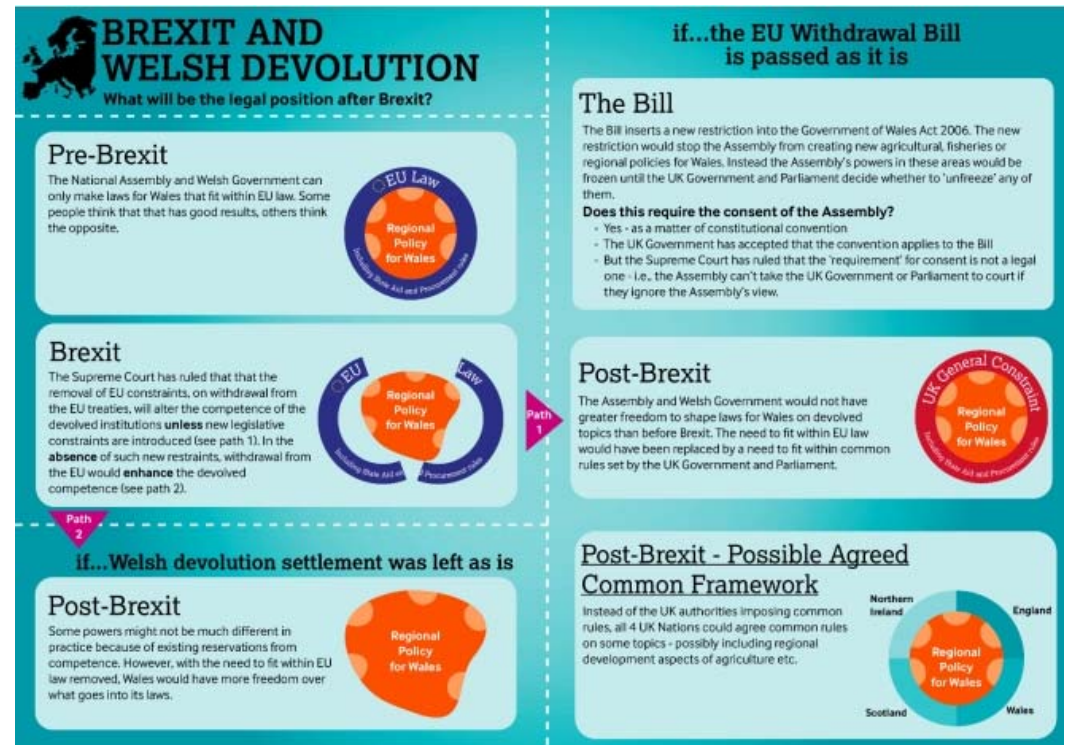 BREXIT AND
WELSH DEVOLUTION
What will be the legal position after Brexit?
Pre-Brexit
The National Assembly and Welsh Government can
only make laws for Wales that fit within EU law. Some
people think that that has good results, others think
the opposite.
EU Law
Regional
Policy
for Wales
Including State Aid and Procurement rules
Brexit
The Supreme Court has ruled that that the
removal of EU constraints, on withdrawal from
the EU treaties, will alter the competence of the
devolved institutions unless new legislative
constraints are introduced (see path 1). In the
absence of such new restraints, withdrawal from
the EU would enhance the devolved
competence (see path 2).
EU
Law
Regional
Policy
for Wales
Including State Aid
Procurement rules
Path
1
Path
2
if...Welsh devolution settlement was left as is
Post-Brexit
Some powers might not be much different in
practice because of existing reservations from
competence. However, with the need to fit within EU
law removed, Wales would have more freedom over
what goes into its laws.
Regional
Policy
for Wales
if...the EU Withdrawal Bill
is passed as it is
The Bill
The Bill inserts a new restriction into the Government of Wales Act 2006. The new
restriction would stop the Assembly from creating new agricultural, fisheries or
regional policies for Wales. Instead the Assembly's powers in these areas would be
frozen until the UK Government and Parliament decide whether to 'unfreeze' any of
them.
Does this require the consent of the Assembly?
- Yes - as a matter of constitutional convention
- The UK Government has accepted that the convention applies to the Bill
- But the Supreme Court has ruled that the 'requirement' for consent is not a legal
one - i.e., the Assembly can't take the UK Government or Parliament to court if
they ignore the Assembly's view.
Post-Brexit
The Assembly and Welsh Government would not have
greater freedom to shape laws for Wales on devolved
topics than before Brexit. The need to fit within EU law
would have been replaced by a need to fit within common
rules set by the UK Government and Parliament.
UK General Constraint
Regional
Policy
for Wales
Including State Aid and Procurement rules
Post-Brexit - Possible Agreed
Common Framework
Instead of the UK authorities imposing common
rules, all 4 UK Nations could agree common rules
on some topics - possibly including regional
development aspects of agriculture etc.
Northern
Ireland
England
Regional
Policy
for Wales
Scotland
Wales